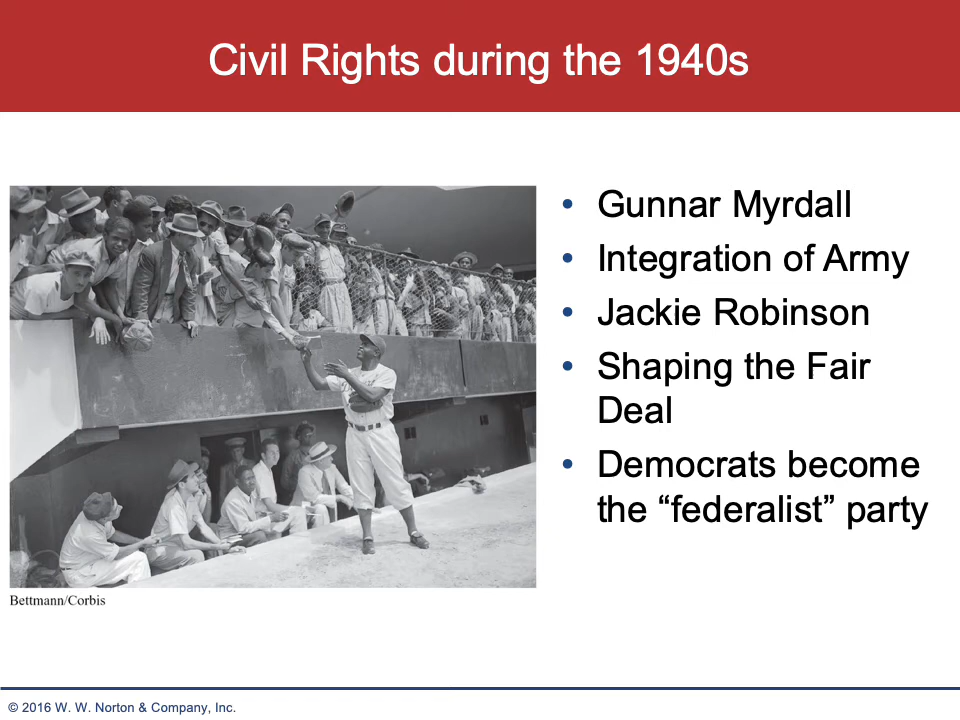 Civil Rights during the 1940s
• Gunnar Myrdall
• Integration of Army
• Jackie Robinson
• Shaping the Fair
Deal
• Democrats become
the “federalist” party
Bettmann/Corbis
© 2016 W. W. Norton & Company, Inc.